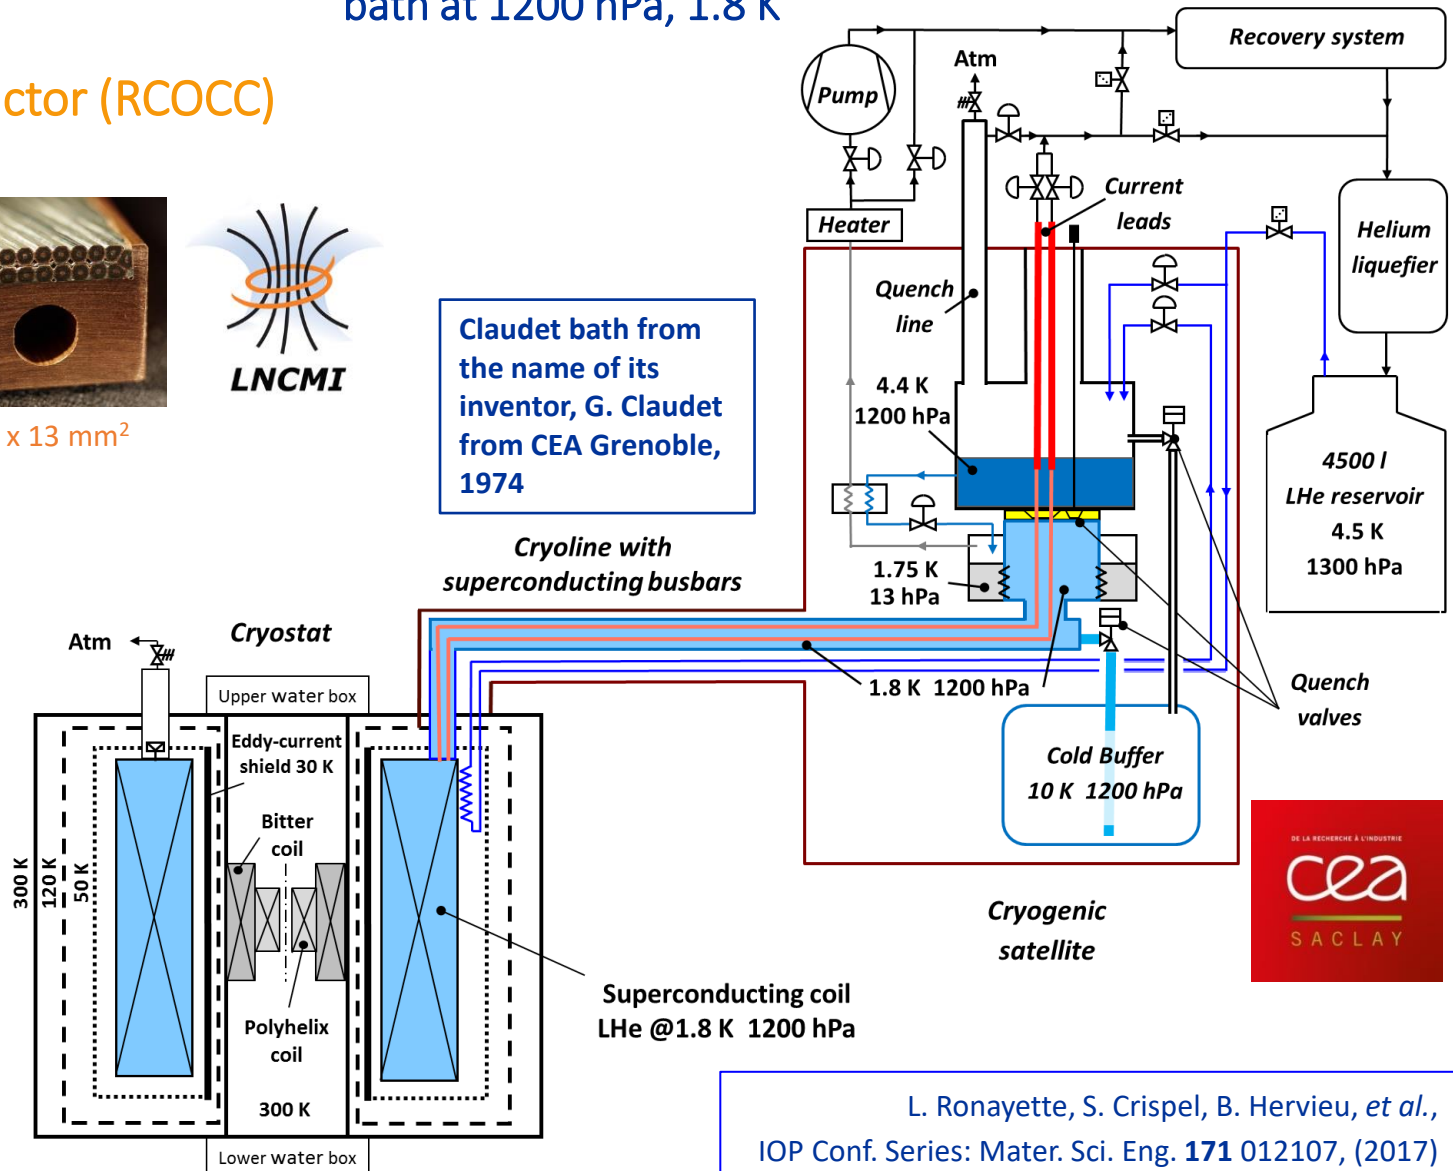 bath at 1200 hPa, 1.8 K
ctor (RCOCC)
x 13 mm²
LNCMI
Claudet bath from
the name of its
inventor, G. Claudet
from CEA Grenoble,
1974
Recovery system
Pump
Atm
Heater
Current
leads
Helium
liquefier
Quench
line
4.4 K
1200 hPa
4500 l
LHe reservoir
4.5 K
1300 hPa
1.75 K
13 hPa
Cryoline with
superconducting busbars
1.8 K 1200 hPa
Quench
valves
Cold Buffer
10 K 1200 hPa
Cryogenic
satellite
Cryostat
Atm
Upper water box
Eddy-current
shield 30 K
Bitter
coil
300 K
120 K
50 K
Polyhelix
coil
300 K
Lower water box
Superconducting coil
LHe @1.8 K 1200 hPa
DE LA RECHERCHE À L'INDUSTRIE
cea
SACLAY
L. Ronayette, S. Crispel, B. Hervieu, et al.,
IOP Conf. Series: Mater. Sci. Eng. 171 012107, (2017)